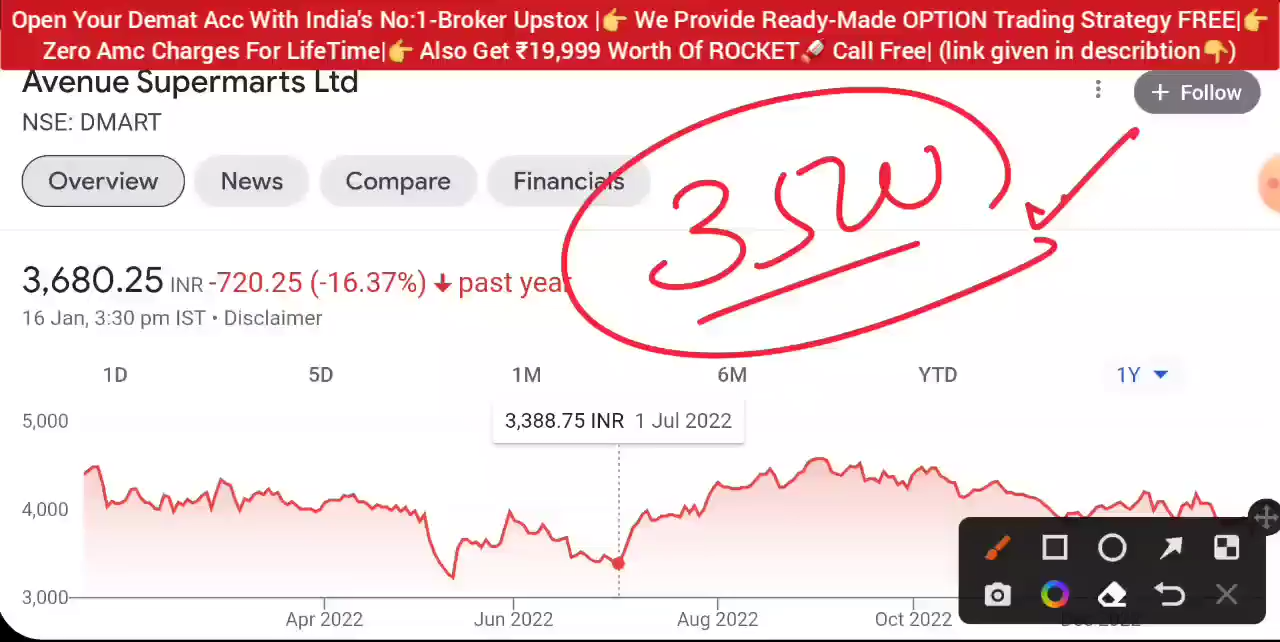 Open Your Demat Acc With India's No:1-Broker Upstox |👉 We Provide Ready-Made OPTION Trading Strategy FREE|👉
Zero Amc Charges For LifeTime|👉 Also Get ₹19,999 Worth Of ROCKET🚀 Call Free| (link given in describtion👇)
Avenue Supermarts Ltd
+ Follow
NSE: DMART
Overview News Compare Financials
3520
3,680.25 INR -720.25 (-16.37%) ↓ past year
16 Jan, 3:30 pm IST • Disclaimer
1D 5D 1M 6M YTD 1Y
3,388.75 INR 1 Jul 2022
5,000
4,000
3,000
Apr 2022 Jun 2022 Aug 2022 Oct 2022 Dec 2022